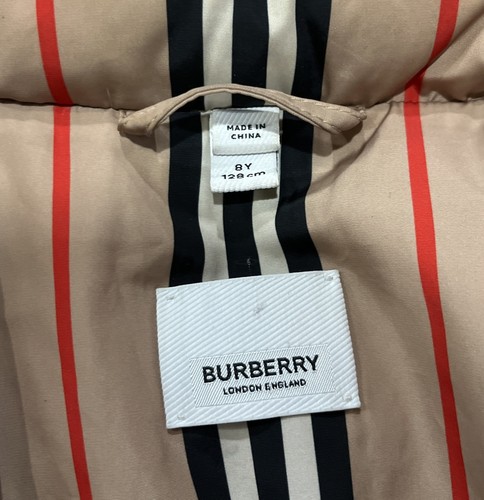 MADE IN
CHINA
8Y
128 cm
BURBERRY
LONDON ENGLAND